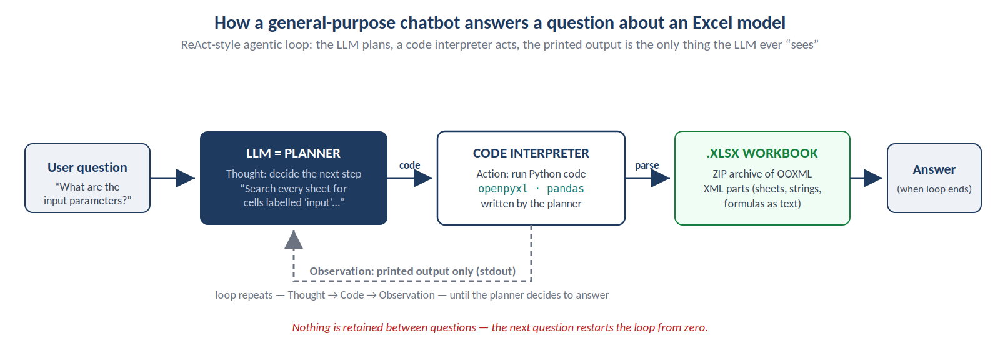 How a general-purpose chatbot answers a question about an Excel model
ReAct-style agentic loop: the LLM plans, a code interpreter acts, the printed output is the only thing the LLM ever “sees”
User question
“What are the
input parameters?”
LLM = PLANNER
Thought: decide the next step
“Search every sheet for
cells labelled ‘input’...”
code
CODE INTERPRETER
Action: run Python code
openpyxl · pandas
written by the planner
parse
.XLSX WORKBOOK
ZIP archive of OOXML
XML parts (sheets, strings,
formulas as text)
Answer
(when loop ends)
Observation: printed output only (stdout)
loop repeats — Thought → Code → Observation — until the planner decides to answer
Nothing is retained between questions — the next question restarts the loop from zero.